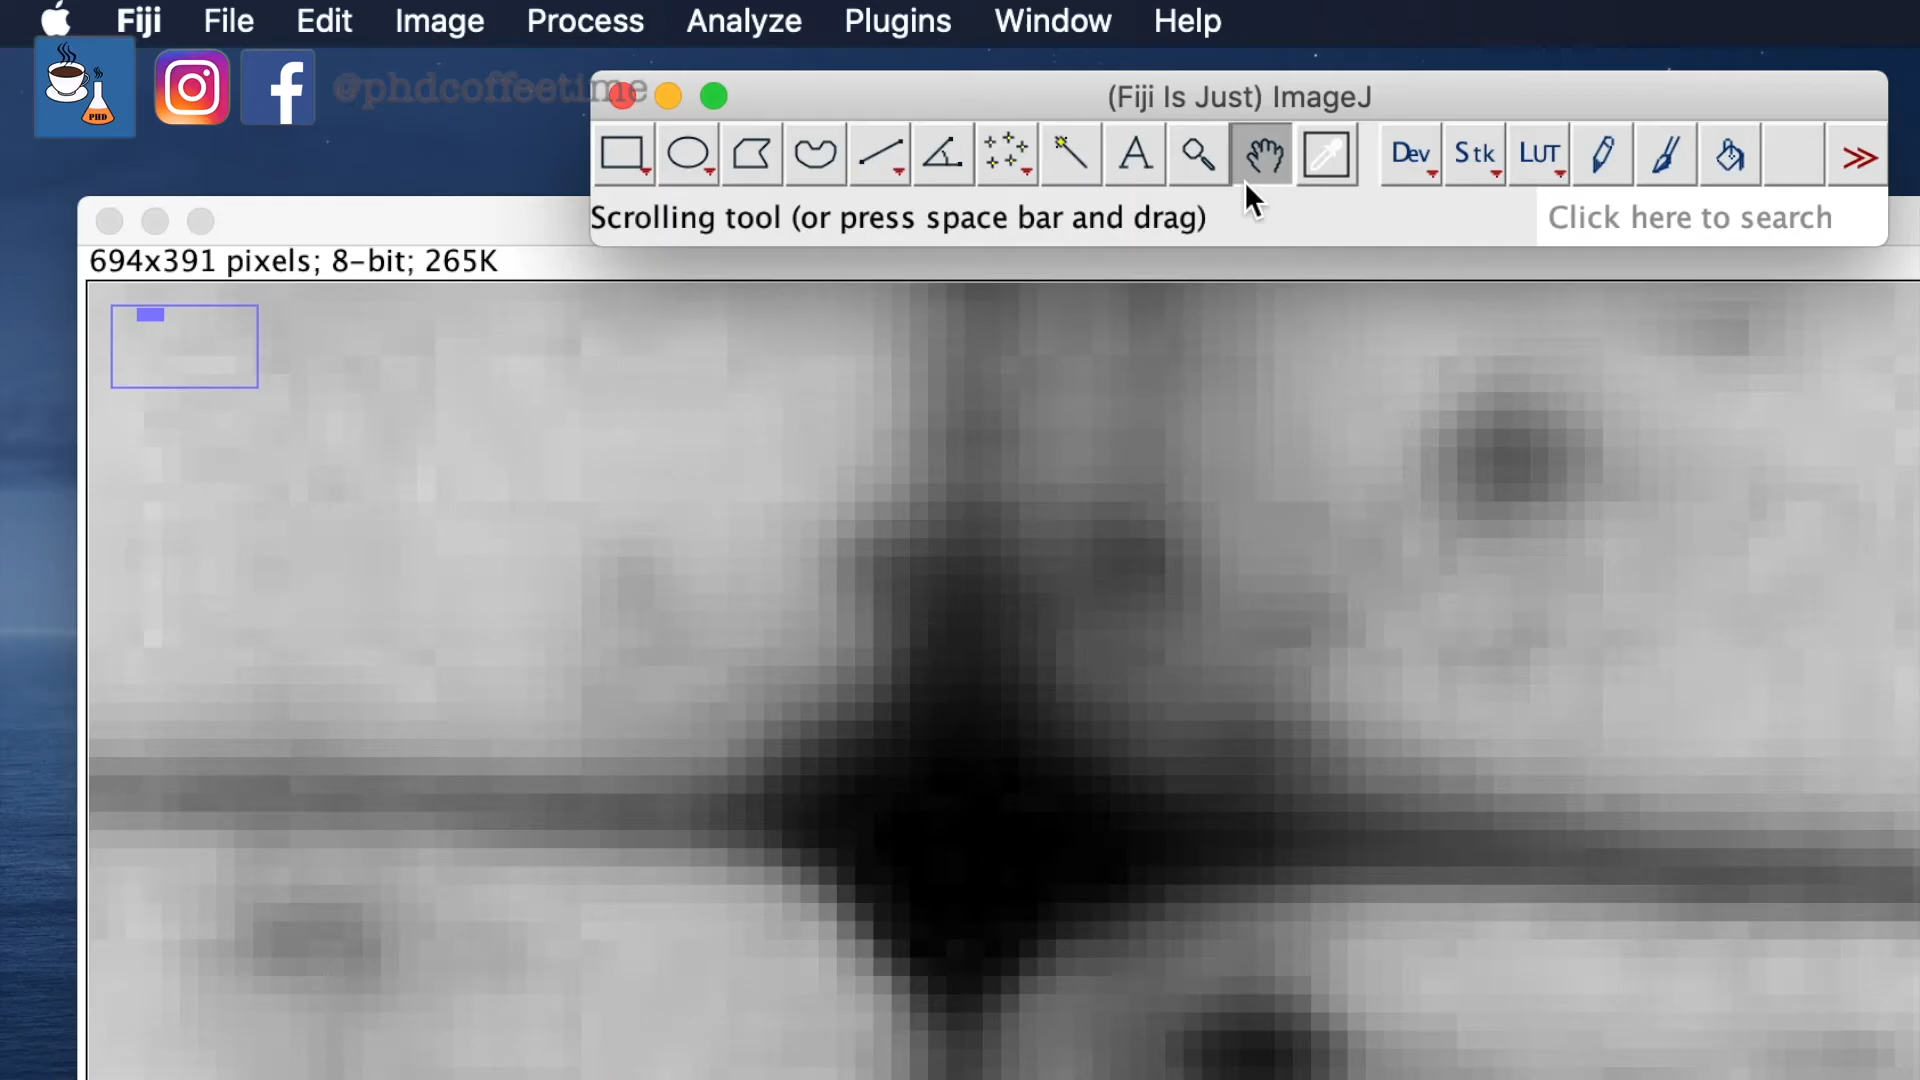 Fiji File Edit Image Process Analyze Plugins Window Help
@phdcoffeetime
PHD
(Fiji Is Just) ImageJ
A Dev Stk LUT >>
Scrolling tool (or press space bar and drag) Click here to search
694x391 pixels; 8-bit; 265K